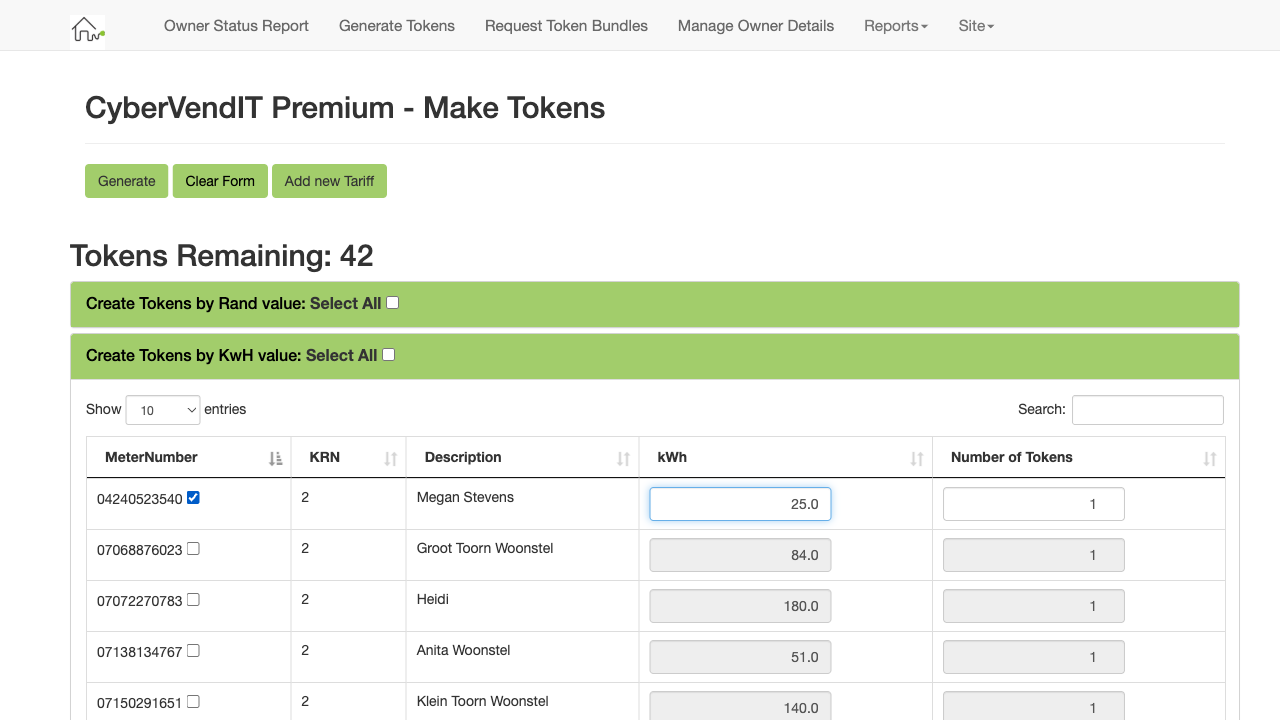 Owner Status Report Generate Tokens Request Token Bundles Manage Owner Details Reports Site
CyberVendIT Premium - Make Tokens
Generate Clear Form Add new Tariff
Tokens Remaining: 42
Create Tokens by Rand value: Select All
Create Tokens by KwH value: Select All
Show 10 entries Search:
MeterNumber KRN Description kWh Number of Tokens
04240523540 2 Megan Stevens 25.0 1
07068876023 2 Groot Toorn Woonstel 84.0 1
07072270783 2 Heidi 180.0 1
07138134767 2 Anita Woonstel 51.0 1
07150291651 2 Klein Toorn Woonstel 140.0 1